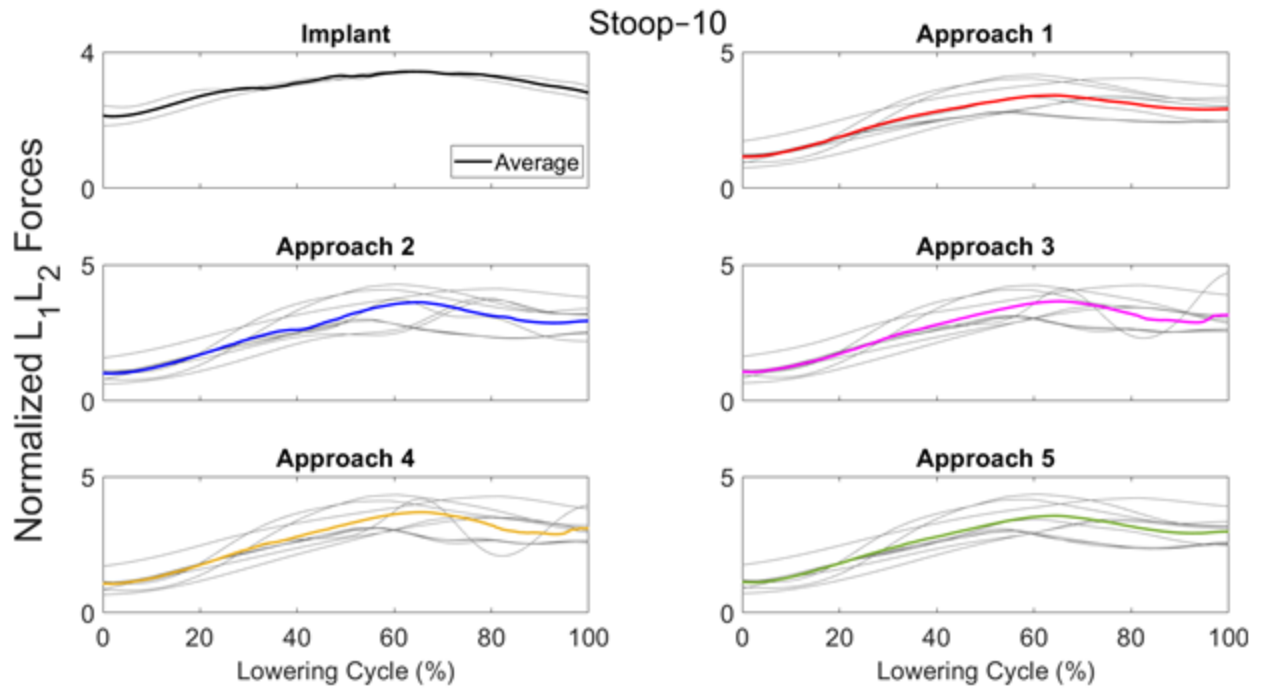 Stoop-10
Normalized L1L2 Forces
Implant
4
0
Average
Approach 1
5
0
Approach 2
5
0
Approach 3
5
0
Approach 4
5
0
0 20 40 60 80 100
Lowering Cycle (%)
Approach 5
5
0
0 20 40 60 80 100
Lowering Cycle (%)